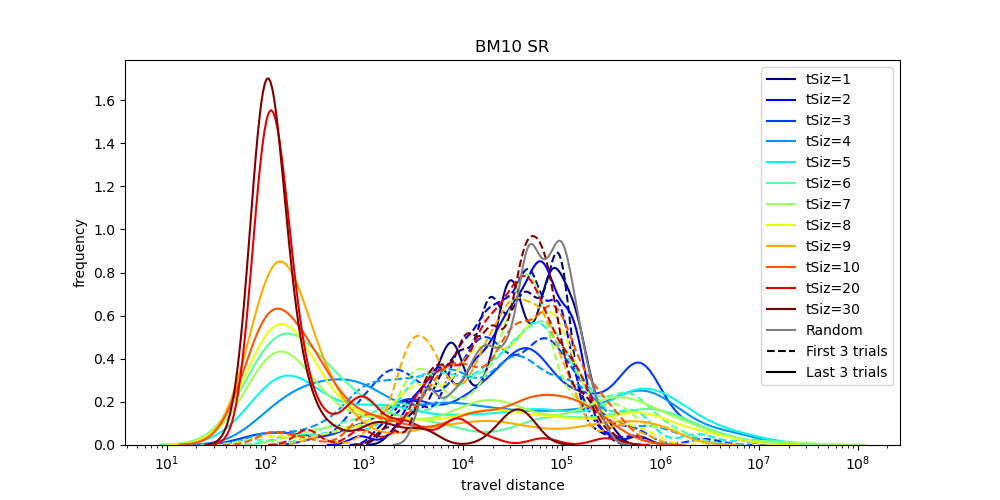 BM10 SR
frequency
1.6
1.4
1.2
1.0
0.8
0.6
0.4
0.2
0.0
tSiz=1
tSiz=2
tSiz=3
tSiz=4
tSiz=5
tSiz=6
tSiz=7
tSiz=8
tSiz=9
tSiz=10
tSiz=20
tSiz=30
Random
First 3 trials
Last 3 trials
10¹ 10² 10³ 10⁴ 10⁵ 10⁶ 10⁷ 10⁸
travel distance